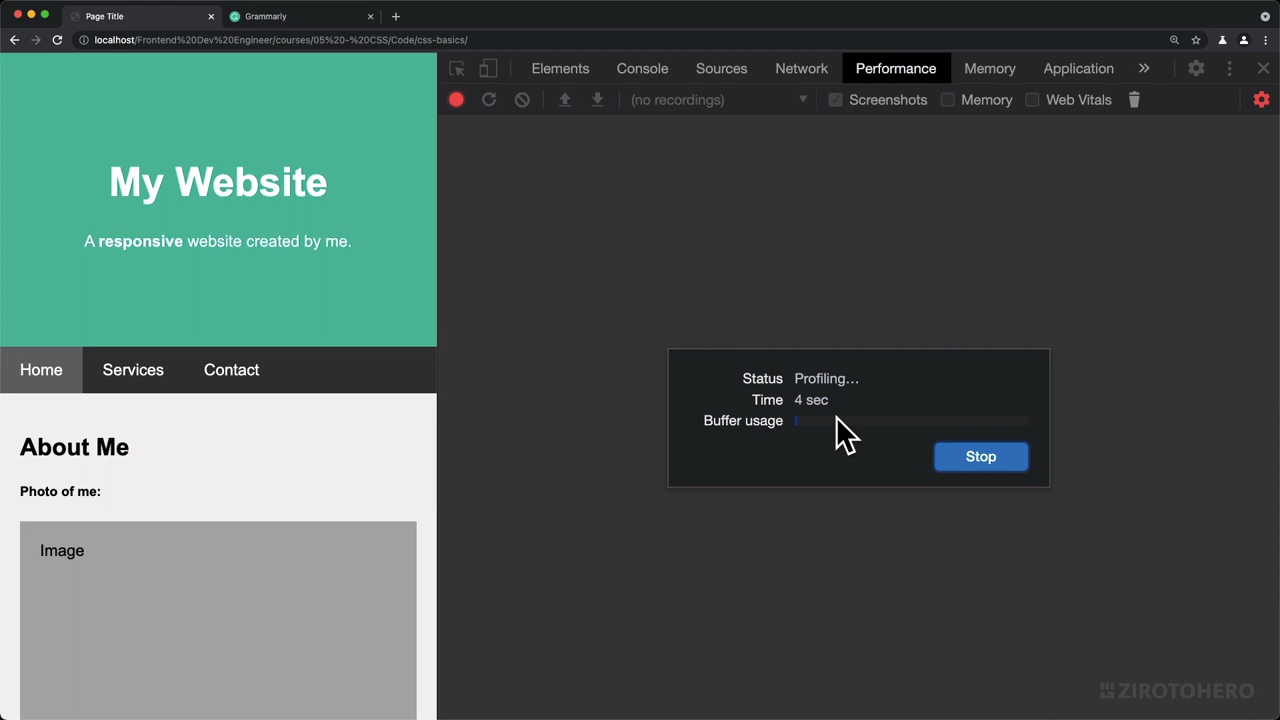 Page Title
Grammarly
localhost/Frontend%20Dev%20Engineer/courses/05%20-%20CSS/Code/css-basics/
Elements Console Sources Network Performance Memory Application
(no recordings) Screenshots Memory Web Vitals
My Website
A responsive website created by me.
Home Services Contact
About Me
Photo of me:
Image
Status Profiling…
Time 4 sec
Buffer usage
Stop
ZIROTOHERO